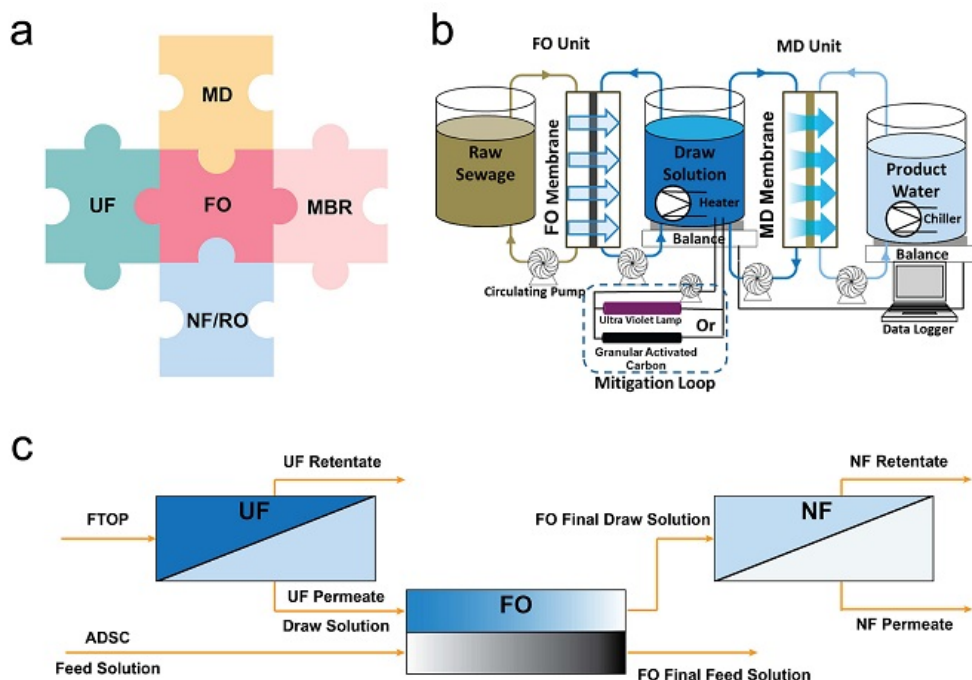 a
MD
UF
FO
MBR
NF/RO
b
FO Unit
MD Unit
Raw
Sewage
FO Membrane
Draw
Solution
Heater
Balance
MD Membrane
Product
Water
Chiller
Balance
Circulating Pump
Data Logger
Ultra Violet Lamp
Or
Granular Activated
Carbon
Mitigation Loop
c
FTOP
UF
UF Retentate
UF Permeate
Draw Solution
ADSC
Feed Solution
FO
FO Final Draw Solution
FO Final Feed Solution
NF
NF Retentate
NF Permeate